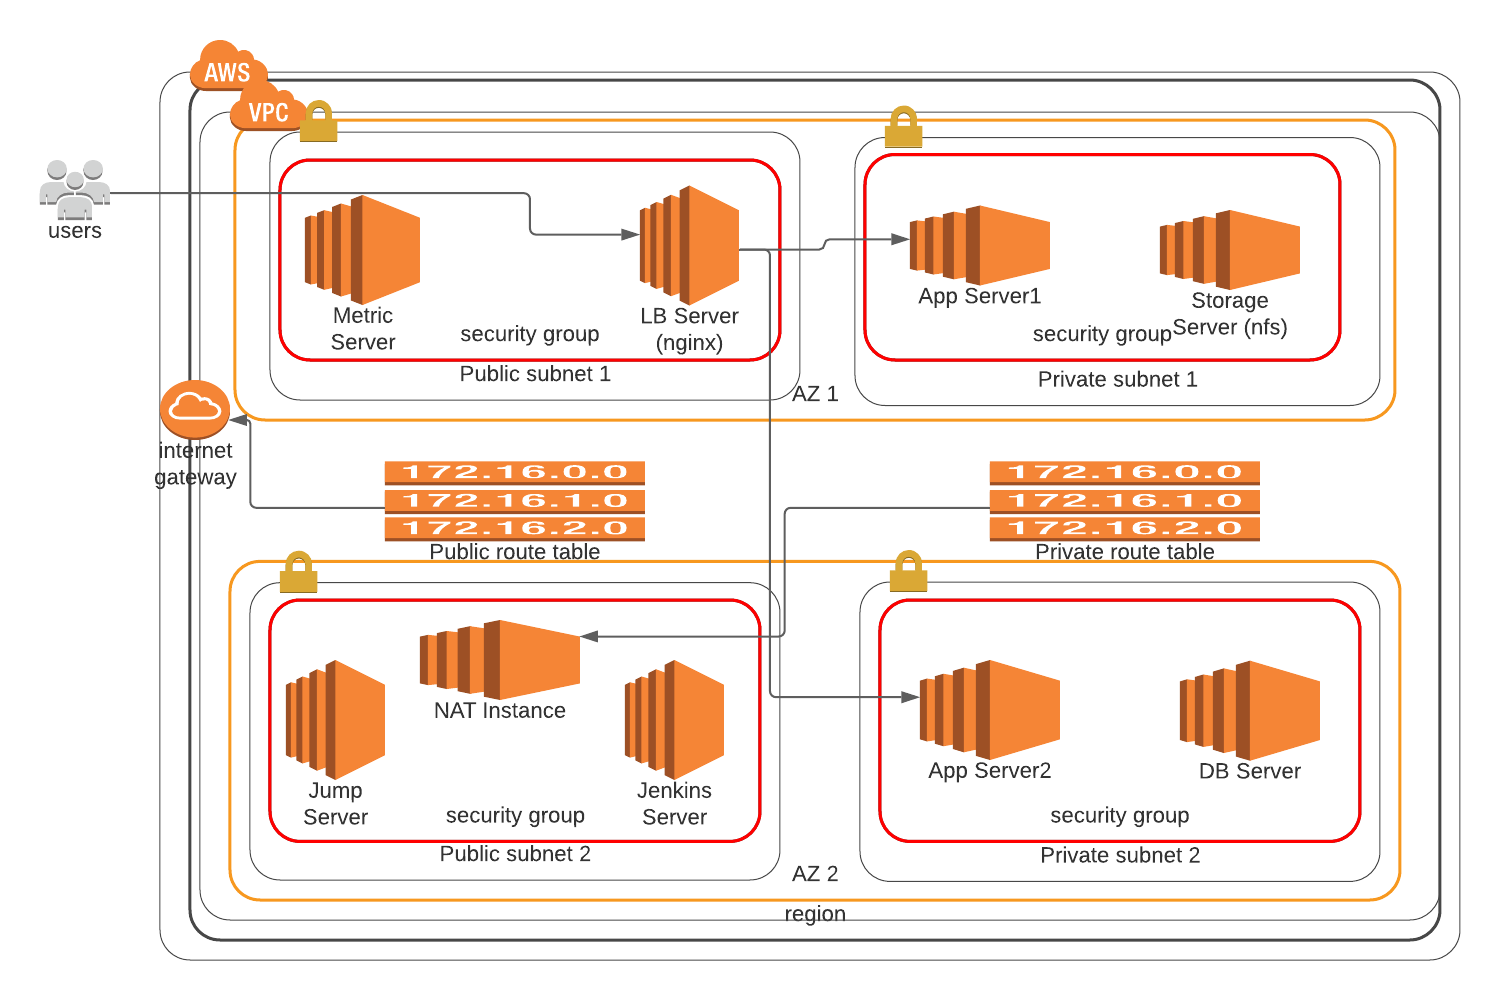 AWS
VPC
users
Metric
Server
security group
LB Server
(nginx)
Public subnet 1
App Server1
Storage
Server (nfs)
security group
Private subnet 1
AZ 1
internet
gateway
172.16.0.0
172.16.1.0
172.16.2.0
Public route table
172.16.0.0
172.16.1.0
172.16.2.0
Private route table
NAT Instance
Jump
Server
security group
Jenkins
Server
Public subnet 2
App Server2
DB Server
security group
Private subnet 2
AZ 2
region